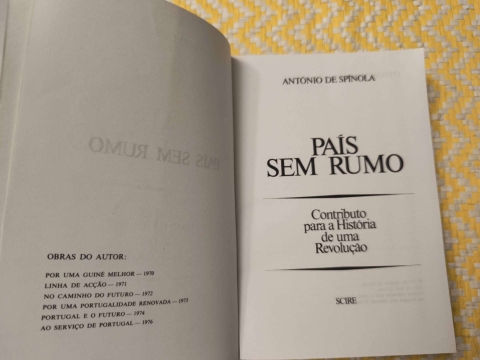 OBRAS DO AUTOR:
POR UMA GUINÉ MELHOR — 1970
LINHA DE ACÇÃO — 1971
NO CAMINHO DO FUTURO — 1972
POR UMA PORTUGALIDADE RENOVADA — 1973
PORTUGAL E O FUTURO — 1974
AO SERVIÇO DE PORTUGAL — 1976
ANTÓNIO DE SPÍNOLA
PAÍS
SEM RUMO
Contributo
para a História
de uma
Revolução
SCIRE